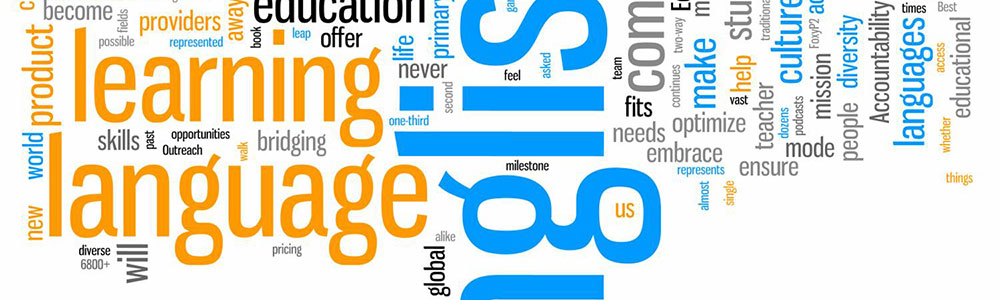 become
fields
possible
providers
represented
away
book
education
leap
offer
product
learning
life
never
primary
second
one-third
feel
asked
world
skills
past
opportunities
Outreach
walk
bridging
new
language
milestone
us
diverse
6800+
will
pricing
alike
global
team
fits
needs
continues
two-way
make
optimize
embrace
represents
almost
single
vast
help
teacher
ensure
traditional
culture
dozens
podcasts
mode
FoxyP2
mission
diversity
people
Accountability
times
languages
Best
access
educational
whether
things